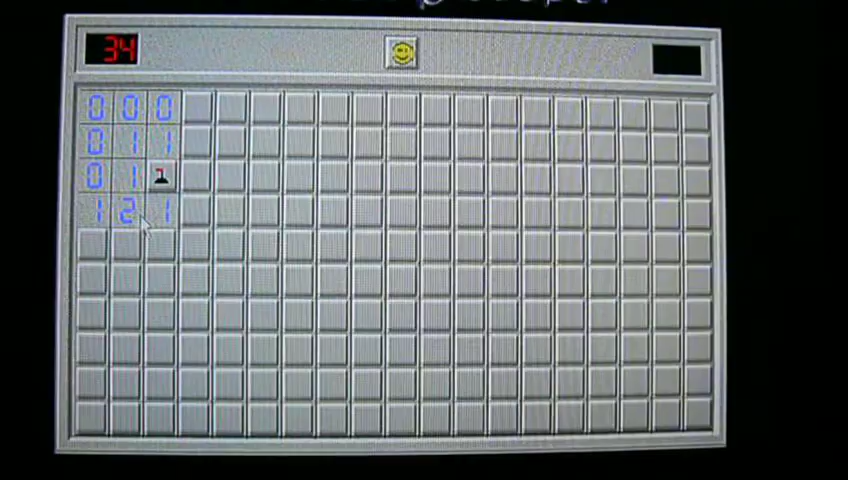 34
0 0 0
0 1 1
0 1
1 2 1